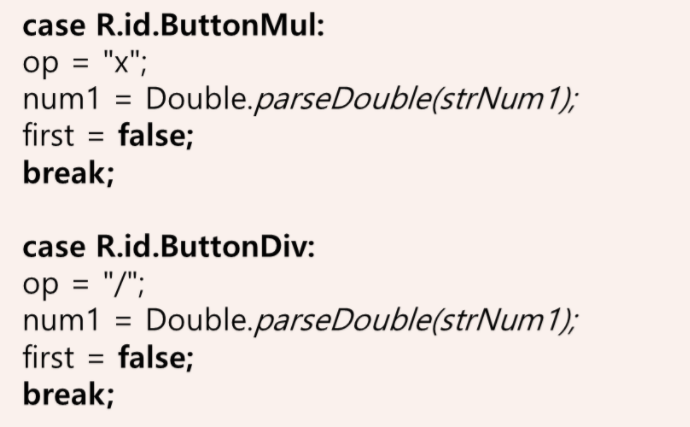 case R.id.ButtonMul:
op = "x";
num1 = Double.parseDouble(strNum1);
first = false;
break;
case R.id.ButtonDiv:
op = "/";
num1 = Double.parseDouble(strNum1);
first = false;
break;